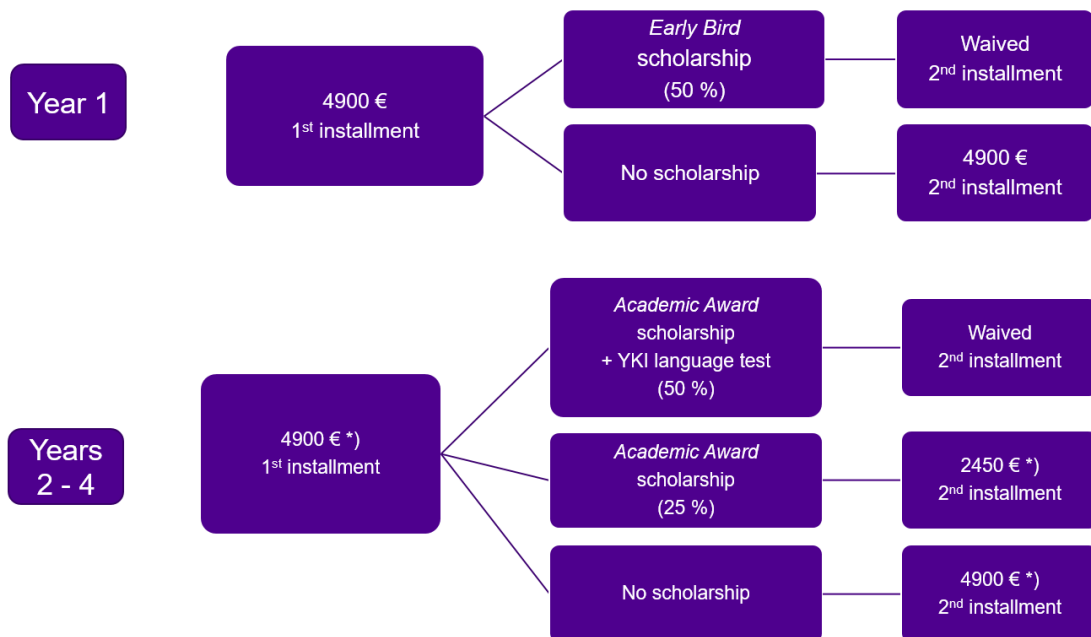 Year 1
4900 €
1st installment
Early Bird
scholarship
(50 %)
Waived
2nd installment
No scholarship
4900 €
2nd installment
Years
2 - 4
4900 € *)
1st installment
Academic Award
scholarship
+ YKI language test
(50 %)
Waived
2nd installment
Academic Award
scholarship
(25 %)
2450 € *)
2nd installment
No scholarship
4900 € *)
2nd installment